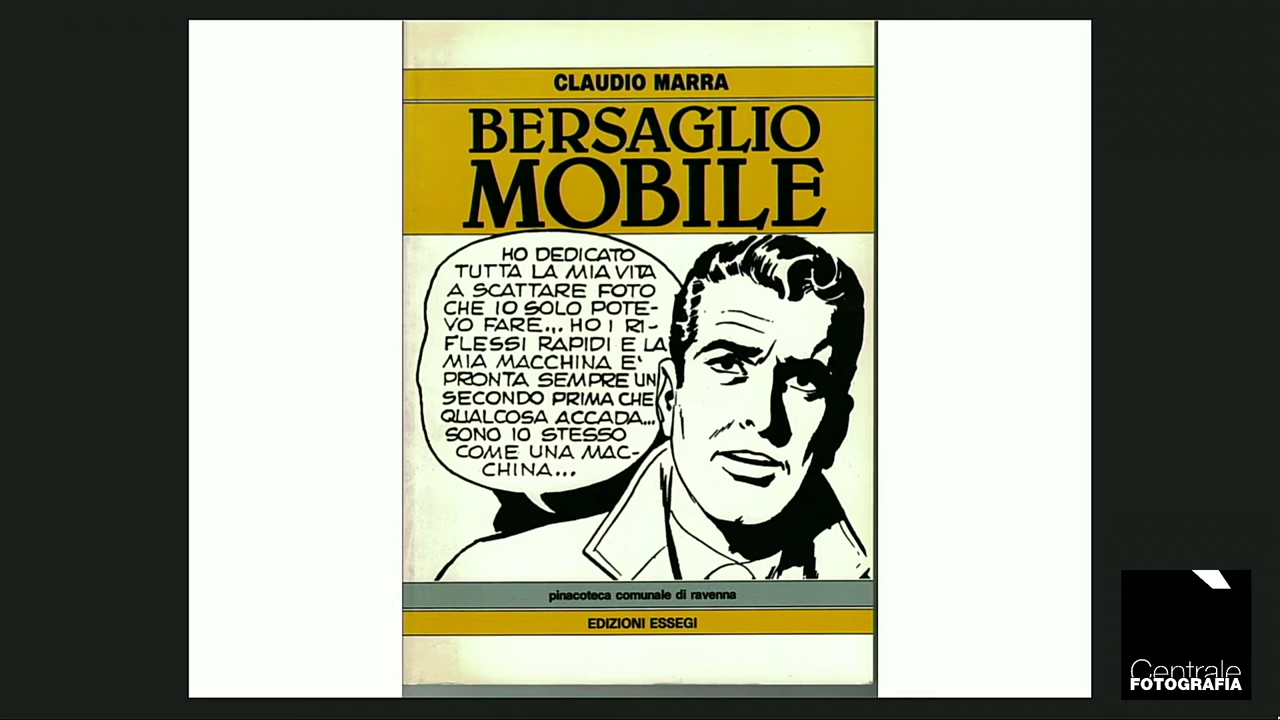 CLAUDIO MARRA
BERSAGLIO
MOBILE
HO DEDICATO
TUTTA LA MIA VITA
A SCATTARE FOTO
CHE IO SOLO POTE-
VO FARE... HO I RI-
FLESSI RAPIDI E LA
MIA MACCHINA E'
PRONTA SEMPRE UN
SECONDO PRIMA CHE
QUALCOSA ACCADA...
SONO IO STESSO
COME UNA MAC-
CHINA...
pinacoteca comunale di ravenna
EDIZIONI ESSEGI
Centrale
FOTOGRAFIA